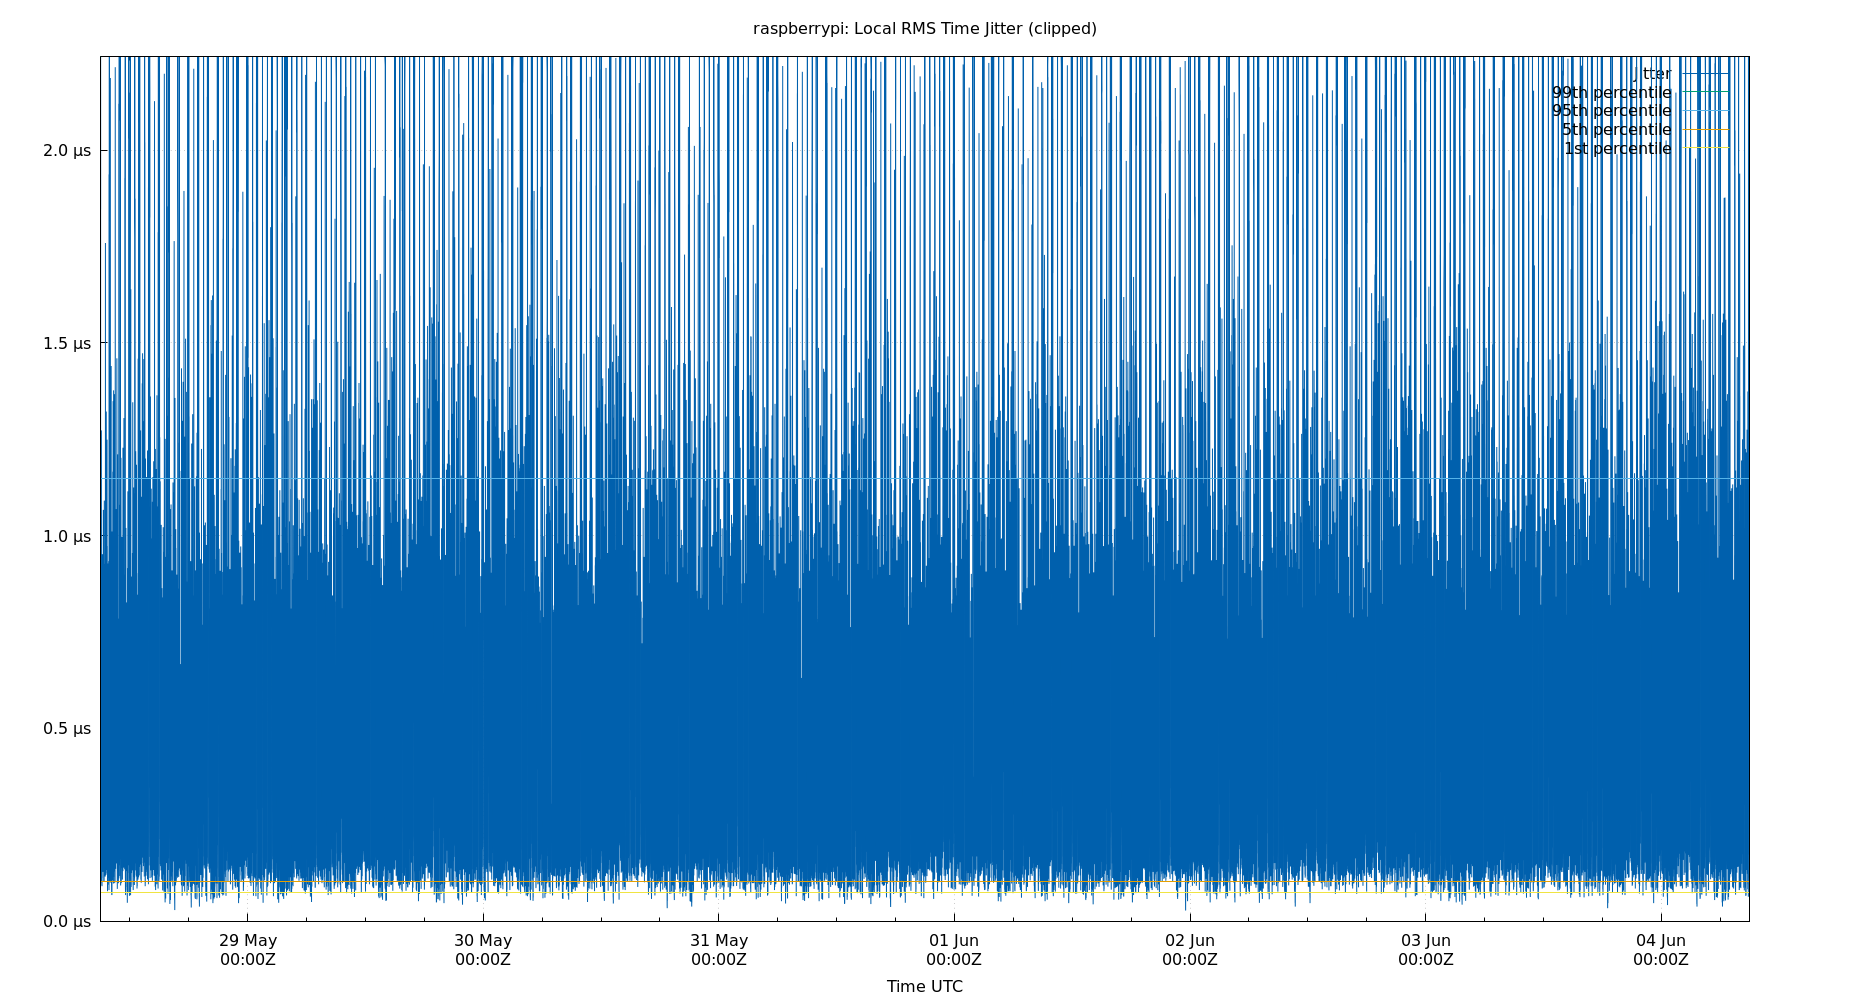 raspberrypi: Local RMS Time Jitter (clipped)
jitter
99th percentile
95th percentile
5th percentile
1st percentile
2.0 μs
1.5 μs
1.0 μs
0.5 μs
0.0 μs
29 May
00:00Z
30 May
00:00Z
31 May
00:00Z
01 Jun
00:00Z
02 Jun
00:00Z
03 Jun
00:00Z
04 Jun
00:00Z
Time UTC